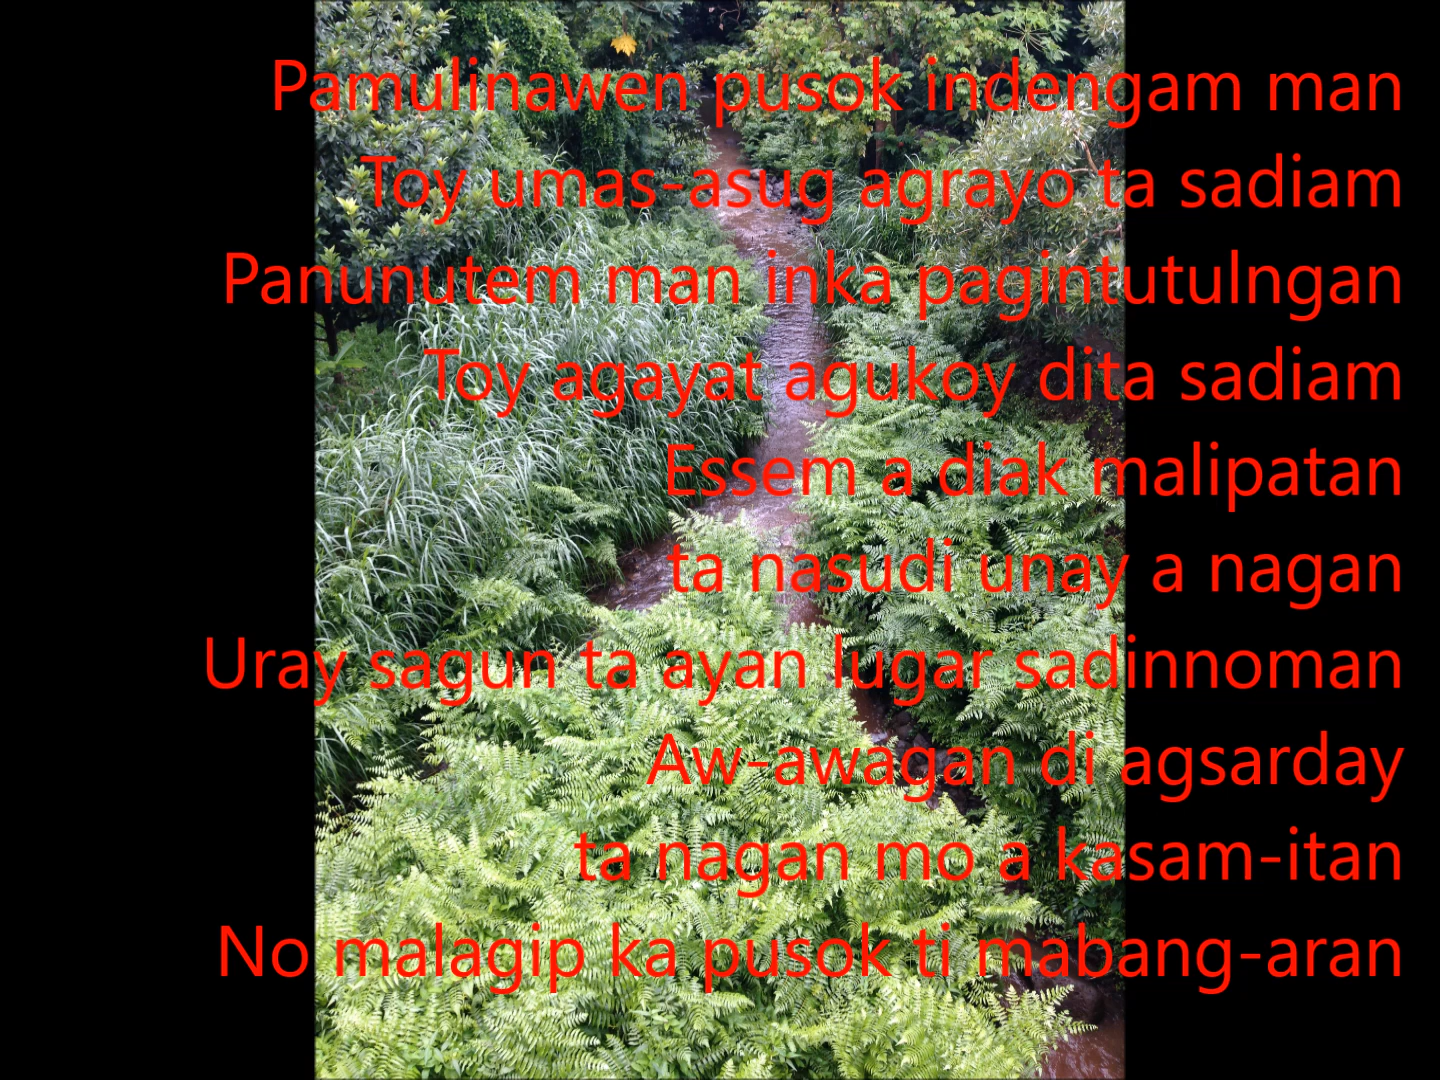 Pamulinawen pusok indengam man
Toy umas-asug agrayo ta sadiam
Panunutem man inka pagintutulngan
Toy agayat agukoy dita sadiam
Essem a diak malipatan
ta nasudi unay a nagan
Uray sagun ta ayan lugar sadinnoman
Aw-awagan di agsarday
ta nagan mo a kasam-itan
No malagip ka pusok ti mabang-aran